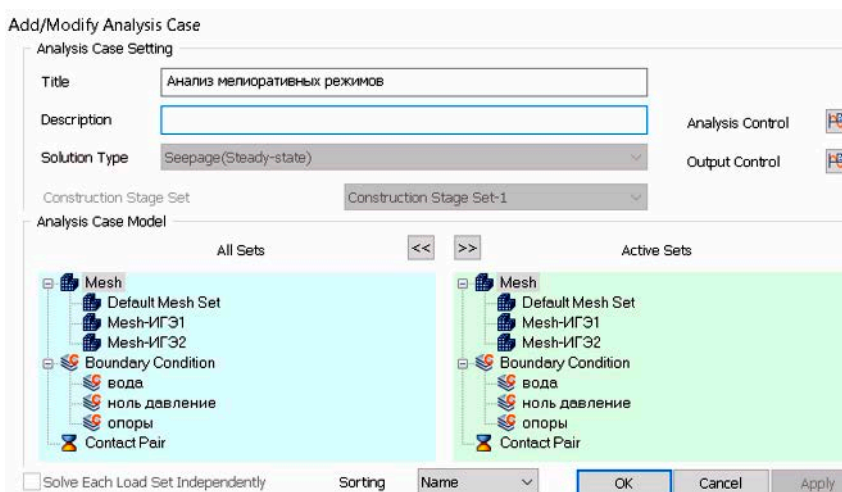 Add/Modify Analysis Case
Analysis Case Setting
Title Анализ мелиоративных режимов
Description
Analysis Control
Solution Type Seepage(Steady-state)
Output Control
Construction Stage Set Construction Stage Set-1
Analysis Case Model
All Sets << >> Active Sets
Mesh Mesh
Default Mesh Set Default Mesh Set
Mesh-ИГЭ1 Mesh-ИГЭ1
Mesh-ИГЭ2 Mesh-ИГЭ2
Boundary Condition Boundary Condition
вода вода
ноль давление ноль давление
опоры опоры
Contact Pair Contact Pair
Solve Each Load Set Independently Sorting Name OK Cancel Apply